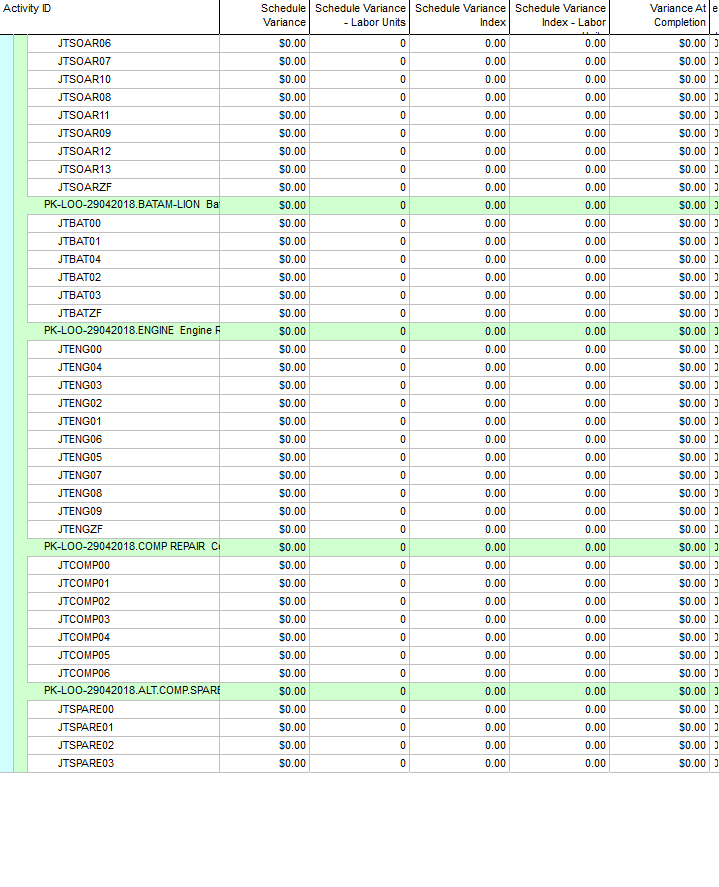 Activity ID Schedule Variance Schedule Variance - Labor Units Schedule Variance Index Schedule Variance Index - Labor Variance At Completion
JTSOAR06 $0.00 0 0.00 0.00 $0.00
JTSOAR07 $0.00 0 0.00 0.00 $0.00
JTSOAR10 $0.00 0 0.00 0.00 $0.00
JTSOAR08 $0.00 0 0.00 0.00 $0.00
JTSOAR11 $0.00 0 0.00 0.00 $0.00
JTSOAR09 $0.00 0 0.00 0.00 $0.00
JTSOAR12 $0.00 0 0.00 0.00 $0.00
JTSOAR13 $0.00 0 0.00 0.00 $0.00
JTSOARZF $0.00 0 0.00 0.00 $0.00
PK-LOO-29042018.BATAM-LION Ba $0.00 0 0.00 0.00 $0.00
JTBAT00 $0.00 0 0.00 0.00 $0.00
JTBAT01 $0.00 0 0.00 0.00 $0.00
JTBAT04 $0.00 0 0.00 0.00 $0.00
JTBAT02 $0.00 0 0.00 0.00 $0.00
JTBAT03 $0.00 0 0.00 0.00 $0.00
JTBATZF $0.00 0 0.00 0.00 $0.00
PK-LOO-29042018.ENGINE Engine R $0.00 0 0.00 0.00 $0.00
JTENG00 $0.00 0 0.00 0.00 $0.00
JTENG04 $0.00 0 0.00 0.00 $0.00
JTENG03 $0.00 0 0.00 0.00 $0.00
JTENG02 $0.00 0 0.00 0.00 $0.00
JTENG01 $0.00 0 0.00 0.00 $0.00
JTENG06 $0.00 0 0.00 0.00 $0.00
JTENG05 $0.00 0 0.00 0.00 $0.00
JTENG07 $0.00 0 0.00 0.00 $0.00
JTENG08 $0.00 0 0.00 0.00 $0.00
JTENG09 $0.00 0 0.00 0.00 $0.00
JTENGZF $0.00 0 0.00 0.00 $0.00
PK-LOO-29042018.COMP REPAIR Co $0.00 0 0.00 0.00 $0.00
JTCOMP00 $0.00 0 0.00 0.00 $0.00
JTCOMP01 $0.00 0 0.00 0.00 $0.00
JTCOMP02 $0.00 0 0.00 0.00 $0.00
JTCOMP03 $0.00 0 0.00 0.00 $0.00
JTCOMP04 $0.00 0 0.00 0.00 $0.00
JTCOMP05 $0.00 0 0.00 0.00 $0.00
JTCOMP06 $0.00 0 0.00 0.00 $0.00
PK-LOO-29042018.ALT.COMP.SPARE $0.00 0 0.00 0.00 $0.00
JTSPARE00 $0.00 0 0.00 0.00 $0.00
JTSPARE01 $0.00 0 0.00 0.00 $0.00
JTSPARE02 $0.00 0 0.00 0.00 $0.00
JTSPARE03 $0.00 0 0.00 0.00 $0.00